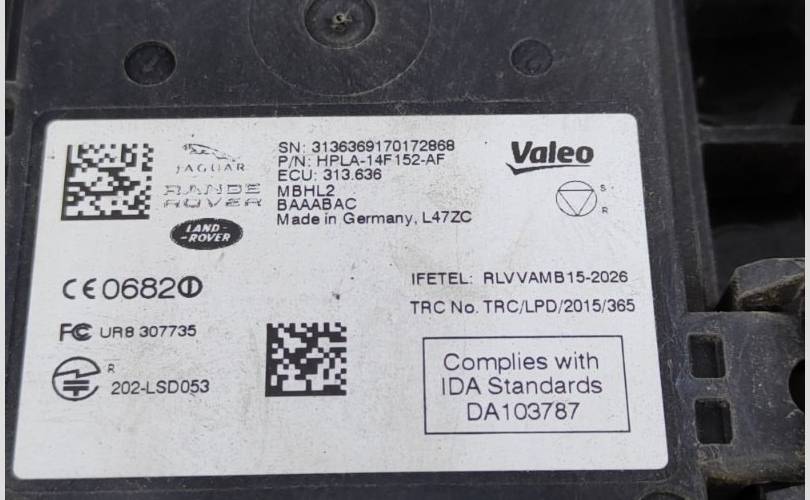 JAGUAR
RANGE ROVER
LAND-ROVER
SN: 3136369170172868
P/N: HPLA-14F152-AF
ECU: 313.636
MBHL2
BAAABAC
Made in Germany, L47ZC
Valeo
S
R
CE0682
IFETEL: RLVVAMB15-2026
TRC No. TRC/LPD/2015/365
FC UR8 307735
R
202-LSD053
Complies with
IDA Standards
DA103787